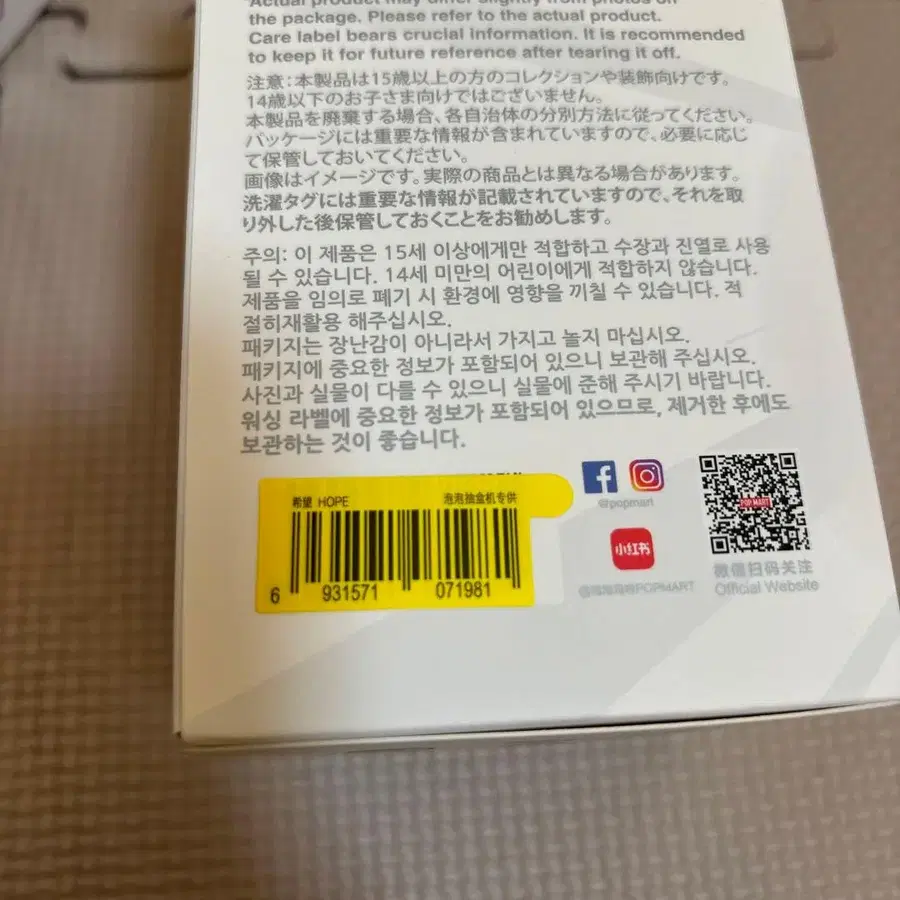 Actual product may differ slightly from photos on
the package. Please refer to the actual product.
Care label bears crucial information. It is recommended
to keep it for future reference after tearing it off.
注意：本製品は15歳以上の方のコレクションや装飾向けです。
14歳以下のお子さま向けではございません。
本製品を廃棄する場合、各自治体の分別方法に従ってください。
パッケージには重要な情報が含まれていますので、必要に応じ
て保管しておいてください。
画像はイメージです。実際の商品とは異なる場合があります。
洗濯タグには重要な情報が記載されていますので、それを取
り外した後保管しておくことをお勧めします。
주의: 이 제품은 15세 이상에게만 적합하고 수장과 진열로 사용
될 수 있습니다. 14세 미만의 어린이에게 적합하지 않습니다.
제품을 임의로 폐기 시 환경에 영향을 끼칠 수 있습니다. 적
절히재활용 해주십시오.
패키지는 장난감이 아니라서 가지고 놀지 마십시오.
패키지에 중요한 정보가 포함되어 있으니 보관해 주십시오.
사진과 실물이 다를 수 있으니 실물에 준해 주시기 바랍니다.
워싱 라벨에 중요한 정보가 포함되어 있으므로, 제거한 후에도
보관하는 것이 좋습니다.
希望 HOPE 泡泡抽盒机专供
6 931571 071981
@popmart
小红书
POPMART
POP MART
微信扫码关注
Official Website